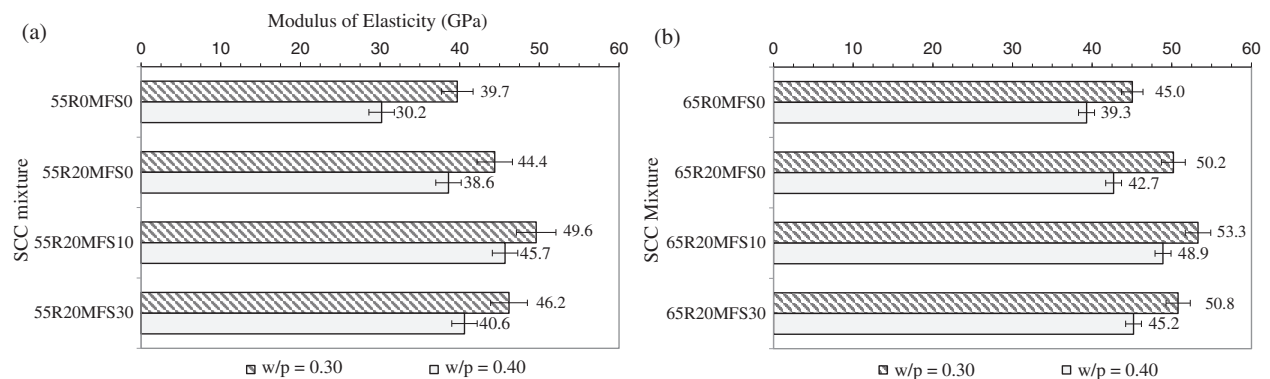 (a)
Modulus of Elasticity (GPa)
0 10 20 30 40 50 60
SCC mixture
55R0MFS0
39.7
30.2
55R20MFS0
44.4
38.6
55R20MFS10
49.6
45.7
55R20MFS30
46.2
40.6
w/p = 0.30 w/p = 0.40
(b)
0 10 20 30 40 50 60
SCC Mixture
65R0MFS0
45.0
39.3
65R20MFS0
50.2
42.7
65R20MFS10
53.3
48.9
65R20MFS30
50.8
45.2
w/p = 0.30 w/p = 0.40